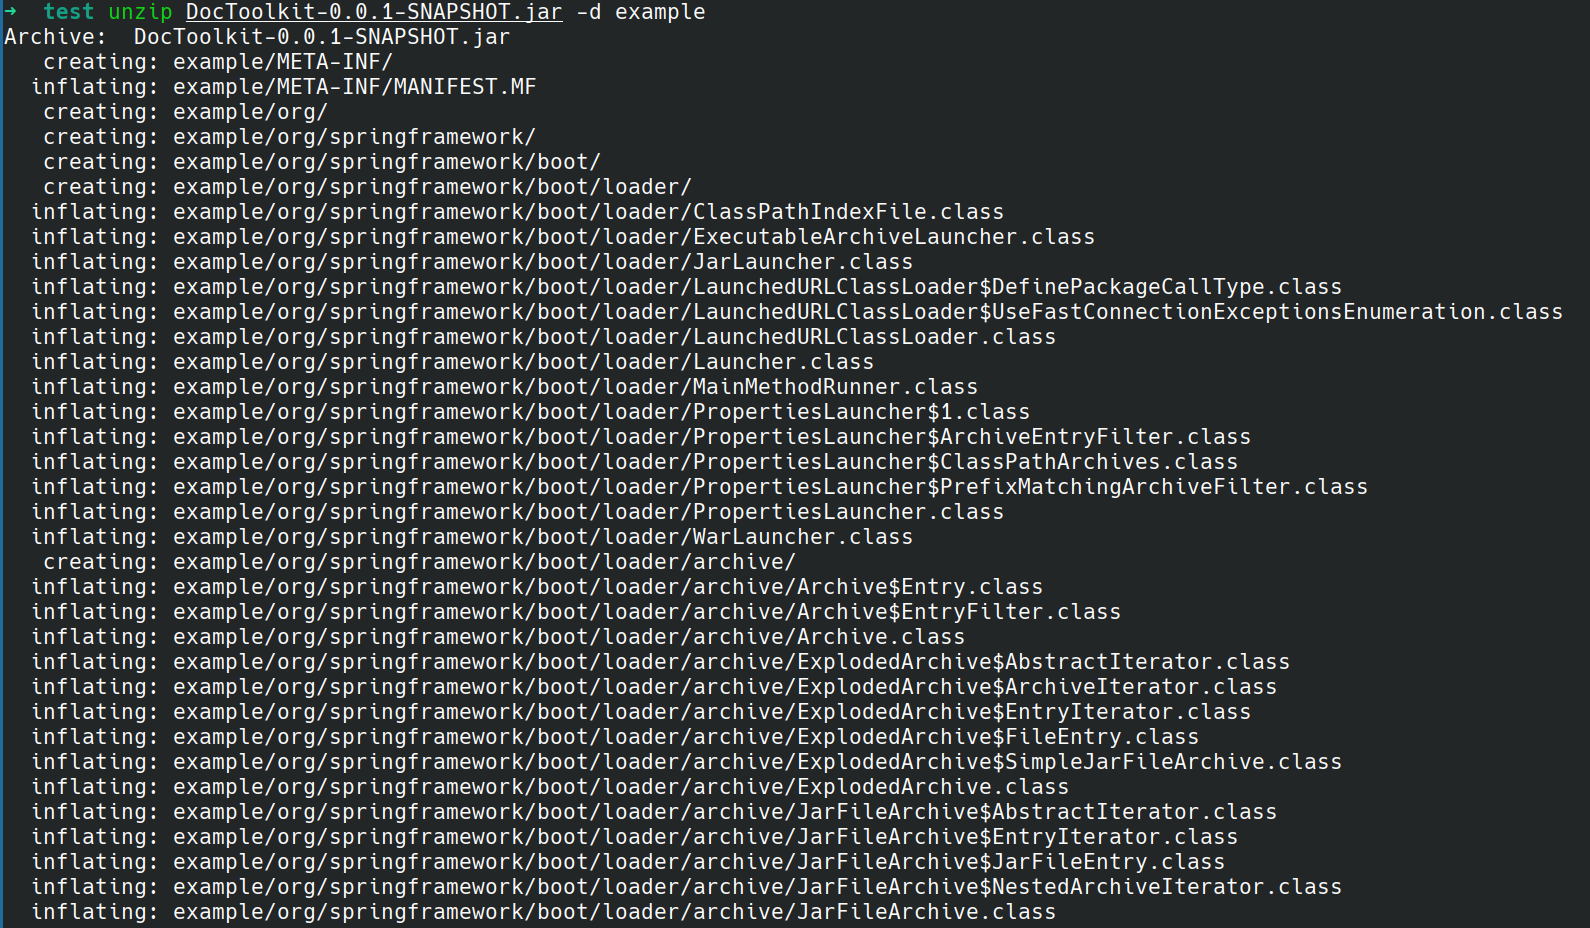 → test unzip DocToolkit-0.0.1-SNAPSHOT.jar -d example
Archive:  DocToolkit-0.0.1-SNAPSHOT.jar
   creating: example/META-INF/
  inflating: example/META-INF/MANIFEST.MF
   creating: example/org/
   creating: example/org/springframework/
   creating: example/org/springframework/boot/
   creating: example/org/springframework/boot/loader/
  inflating: example/org/springframework/boot/loader/ClassPathIndexFile.class
  inflating: example/org/springframework/boot/loader/ExecutableArchiveLauncher.class
  inflating: example/org/springframework/boot/loader/JarLauncher.class
  inflating: example/org/springframework/boot/loader/LaunchedURLClassLoader$DefinePackageCallType.class
  inflating: example/org/springframework/boot/loader/LaunchedURLClassLoader$UseFastConnectionExceptionsEnumeration.class
  inflating: example/org/springframework/boot/loader/LaunchedURLClassLoader.class
  inflating: example/org/springframework/boot/loader/Launcher.class
  inflating: example/org/springframework/boot/loader/MainMethodRunner.class
  inflating: example/org/springframework/boot/loader/PropertiesLauncher$1.class
  inflating: example/org/springframework/boot/loader/PropertiesLauncher$ArchiveEntryFilter.class
  inflating: example/org/springframework/boot/loader/PropertiesLauncher$ClassPathArchives.class
  inflating: example/org/springframework/boot/loader/PropertiesLauncher$PrefixMatchingArchiveFilter.class
  inflating: example/org/springframework/boot/loader/PropertiesLauncher.class
  inflating: example/org/springframework/boot/loader/WarLauncher.class
   creating: example/org/springframework/boot/loader/archive/
  inflating: example/org/springframework/boot/loader/archive/Archive$Entry.class
  inflating: example/org/springframework/boot/loader/archive/Archive$EntryFilter.class
  inflating: example/org/springframework/boot/loader/archive/Archive.class
  inflating: example/org/springframework/boot/loader/archive/ExplodedArchive$AbstractIterator.class
  inflating: example/org/springframework/boot/loader/archive/ExplodedArchive$ArchiveIterator.class
  inflating: example/org/springframework/boot/loader/archive/ExplodedArchive$EntryIterator.class
  inflating: example/org/springframework/boot/loader/archive/ExplodedArchive$FileEntry.class
  inflating: example/org/springframework/boot/loader/archive/ExplodedArchive$SimpleJarFileArchive.class
  inflating: example/org/springframework/boot/loader/archive/ExplodedArchive.class
  inflating: example/org/springframework/boot/loader/archive/JarFileArchive$AbstractIterator.class
  inflating: example/org/springframework/boot/loader/archive/JarFileArchive$EntryIterator.class
  inflating: example/org/springframework/boot/loader/archive/JarFileArchive$JarFileEntry.class
  inflating: example/org/springframework/boot/loader/archive/JarFileArchive$NestedArchiveIterator.class
  inflating: example/org/springframework/boot/loader/archive/JarFileArchive.class